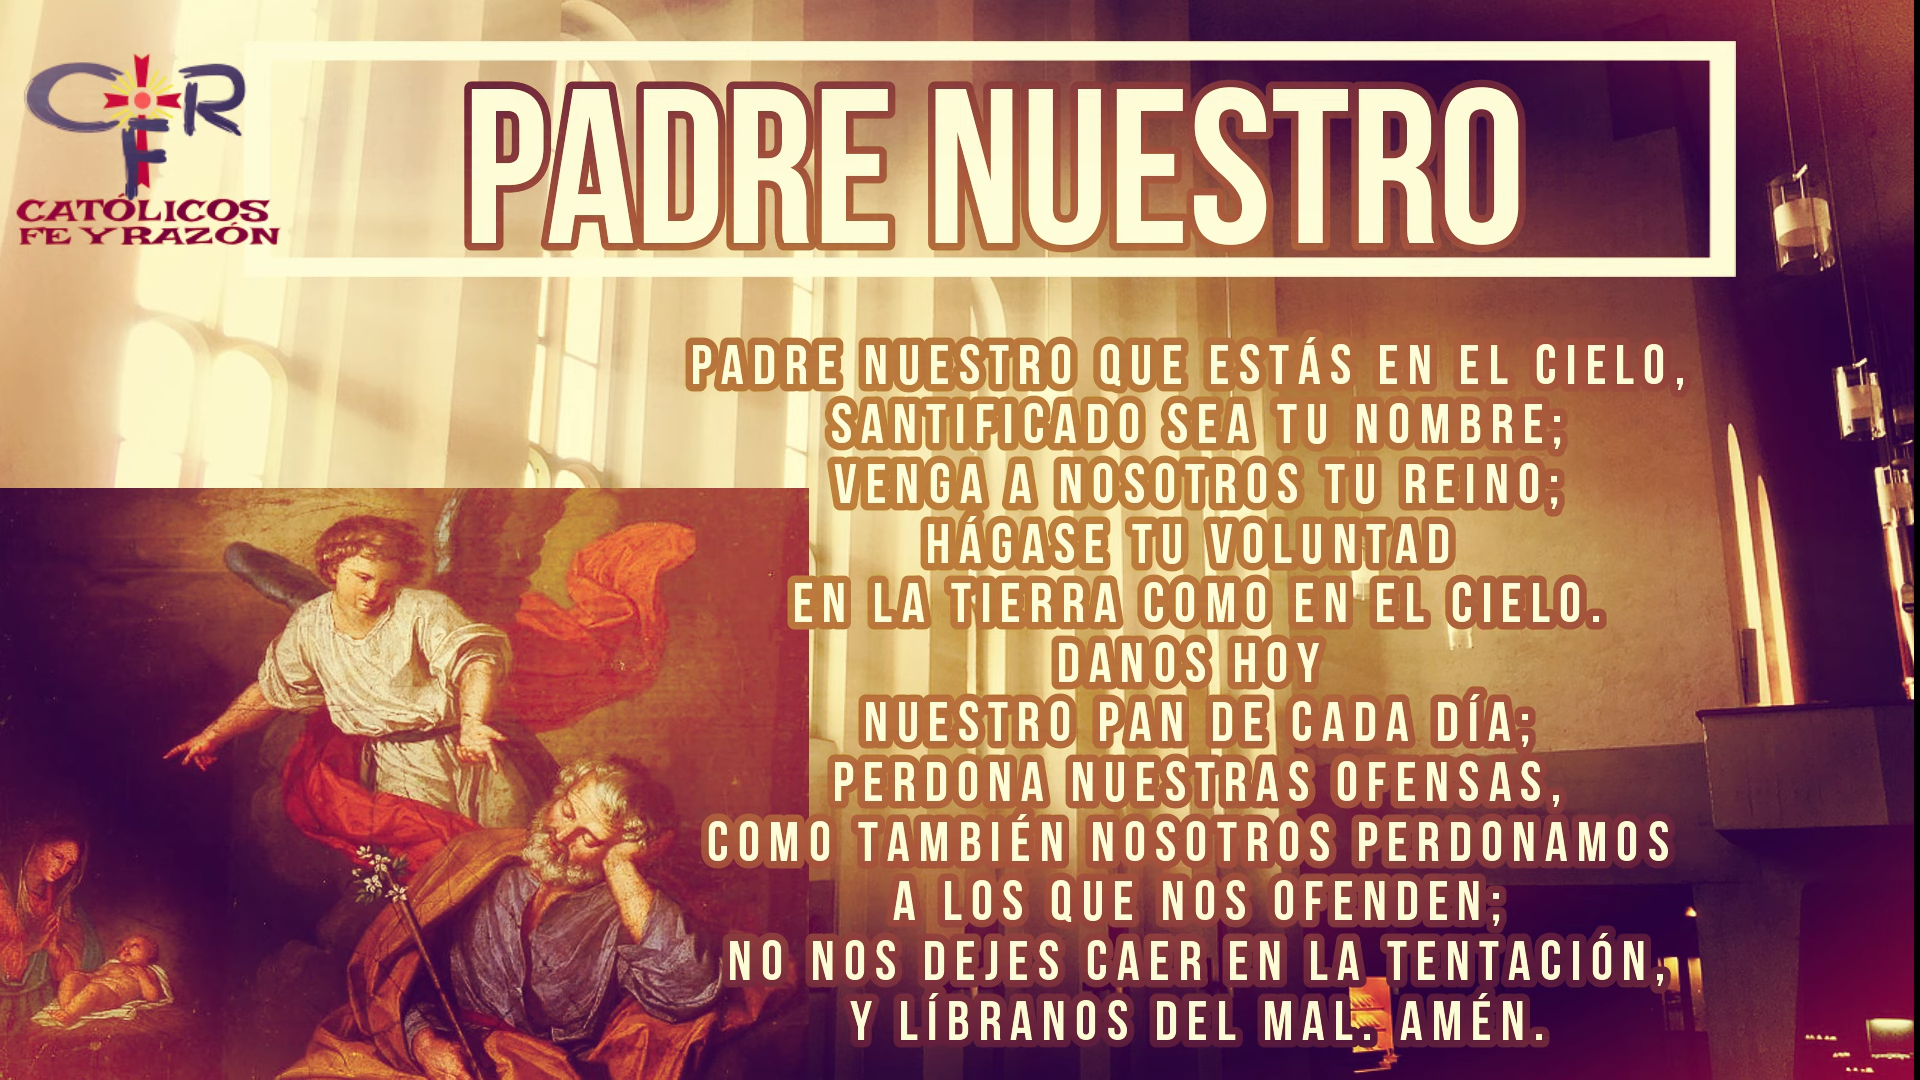 CFR
CATÓLICOS
FE Y RAZÓN
PADRE NUESTRO
PADRE NUESTRO QUE ESTÁS EN EL CIELO,
SANTIFICADO SEA TU NOMBRE;
VENGA A NOSOTROS TU REINO;
HÁGASE TU VOLUNTAD
EN LA TIERRA COMO EN EL CIELO.
DANOS HOY
NUESTRO PAN DE CADA DÍA;
PERDONA NUESTRAS OFENSAS,
COMO TAMBIÉN NOSOTROS PERDONAMOS
A LOS QUE NOS OFENDEN;
NO NOS DEJES CAER EN LA TENTACIÓN,
Y LÍBRANOS DEL MAL. AMÉN.